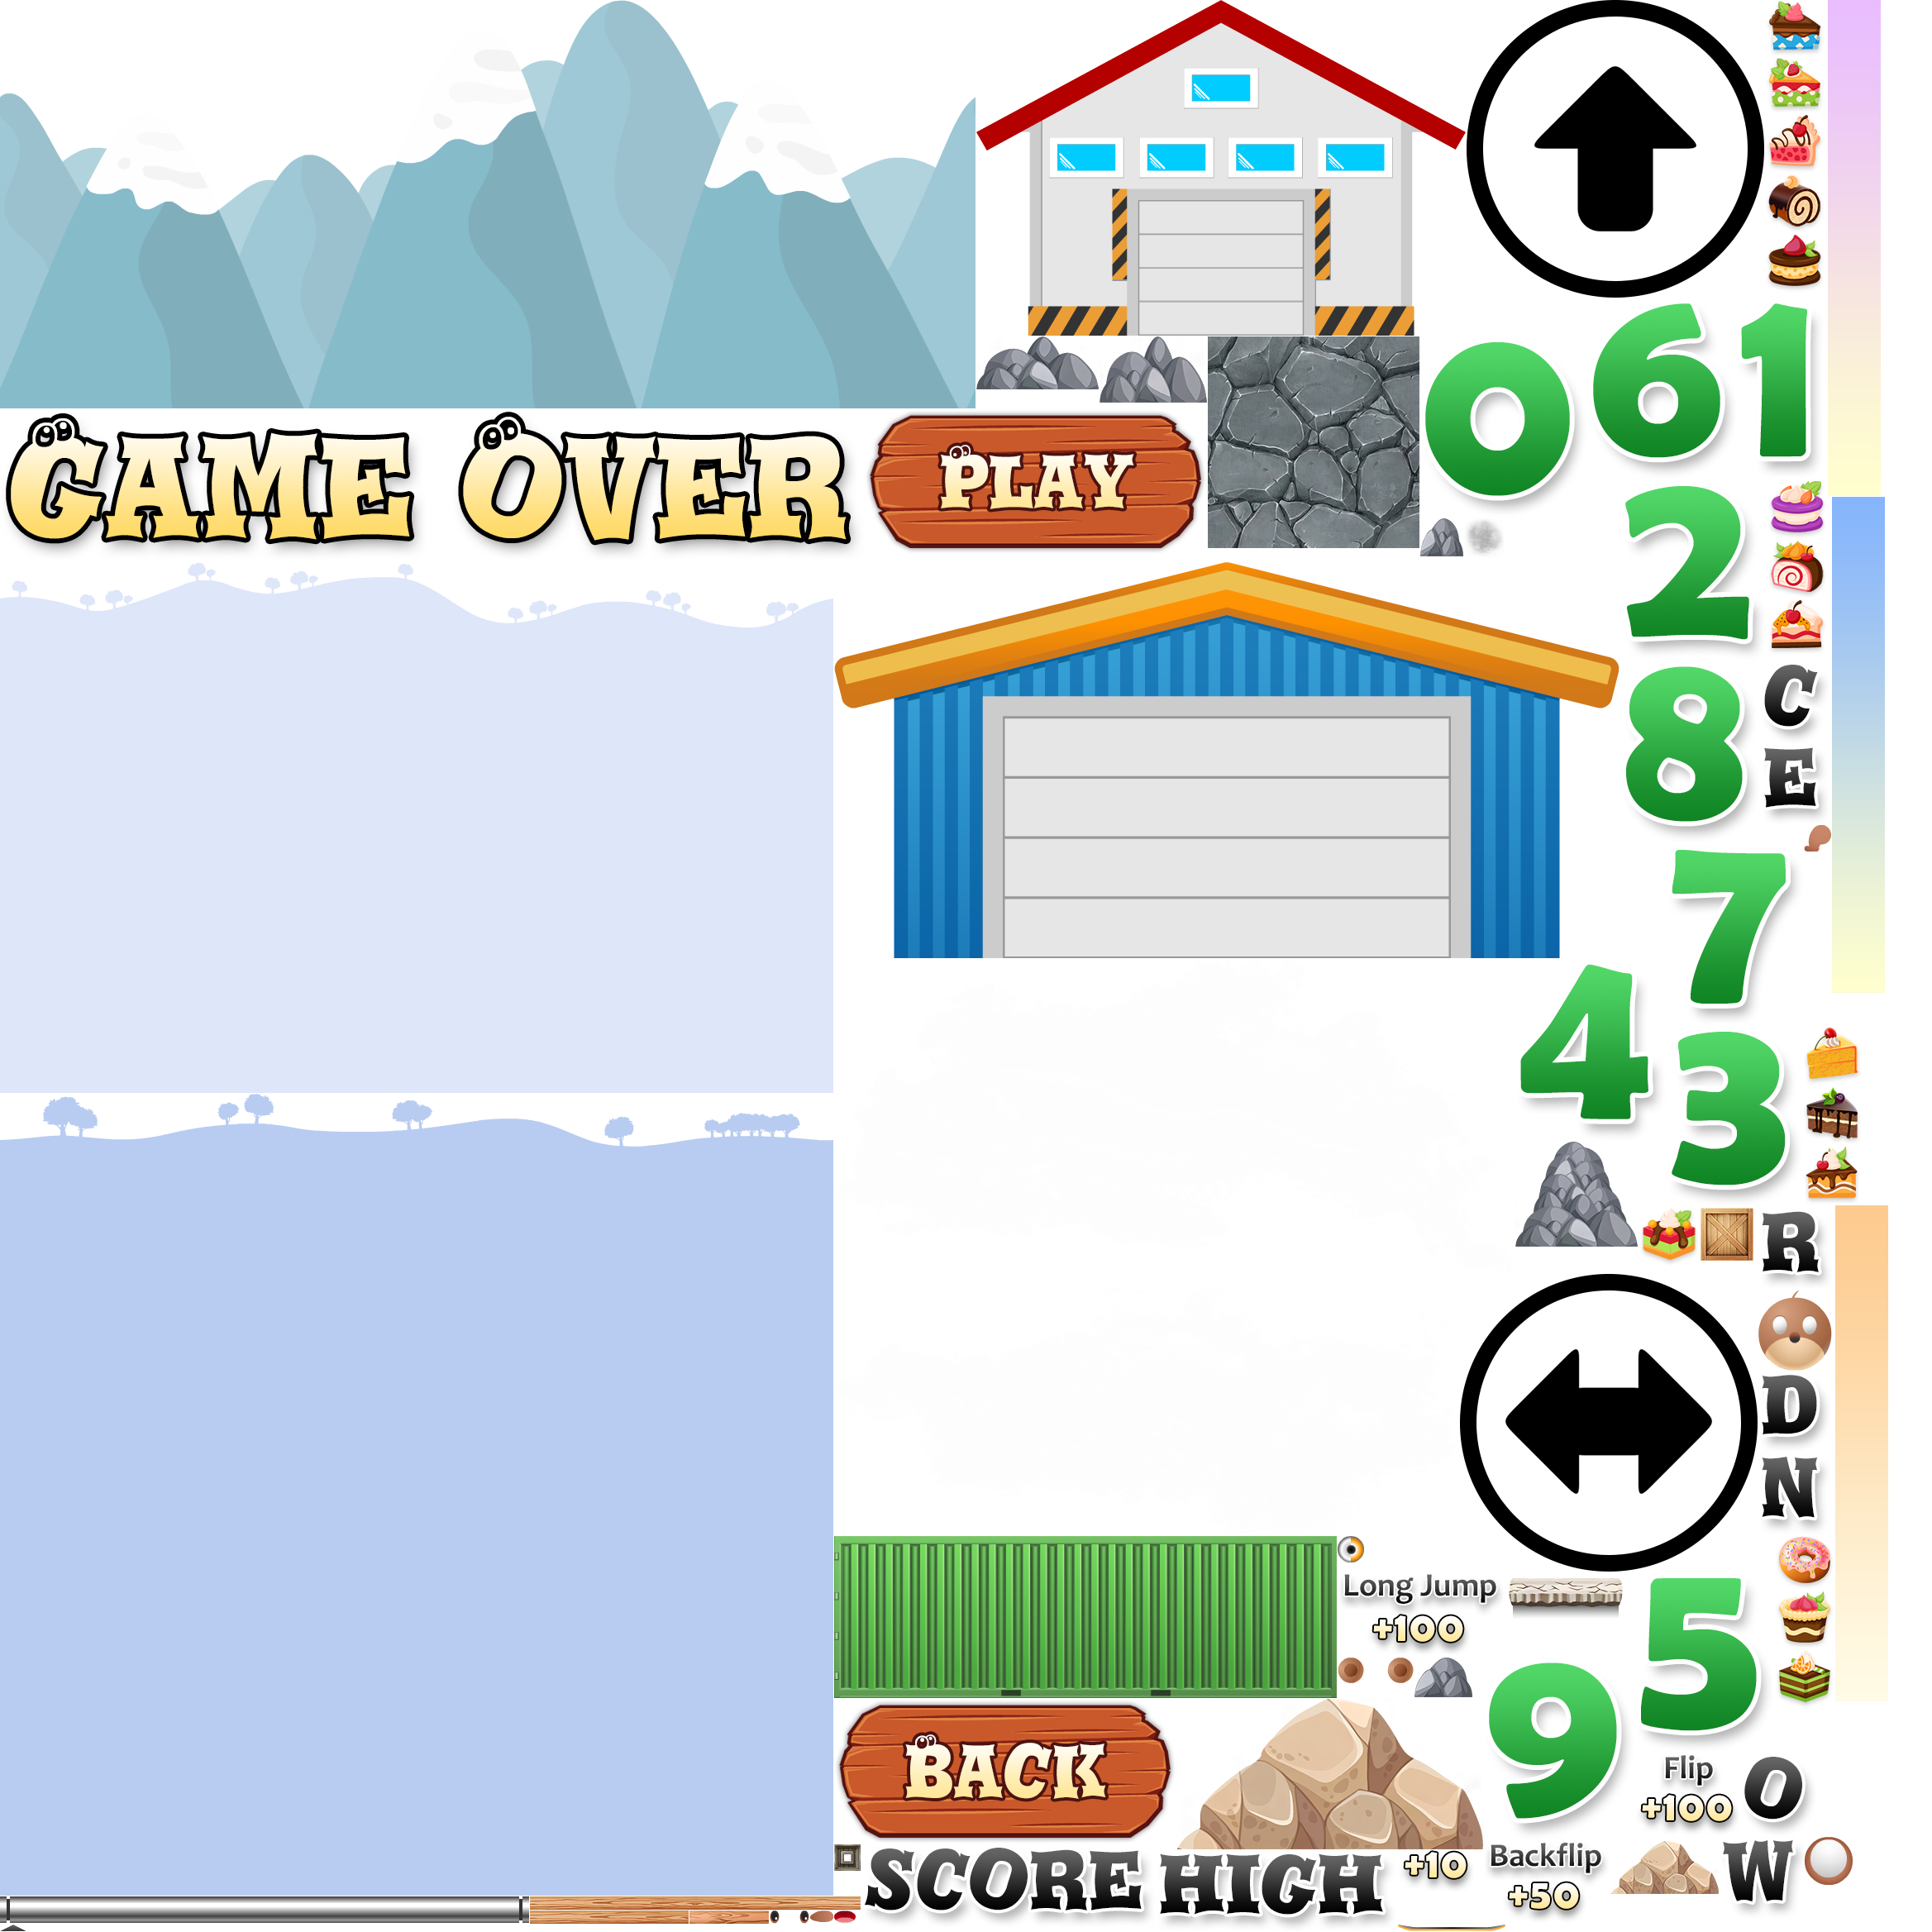 GAME OVER
PLAY
0
6
1
2
8
C
E
7
4
3
R
D
N
Long Jump
+100
5
9
BACK
Flip
+100
O
SCORE
HIGH
+10
Backflip
+50
W